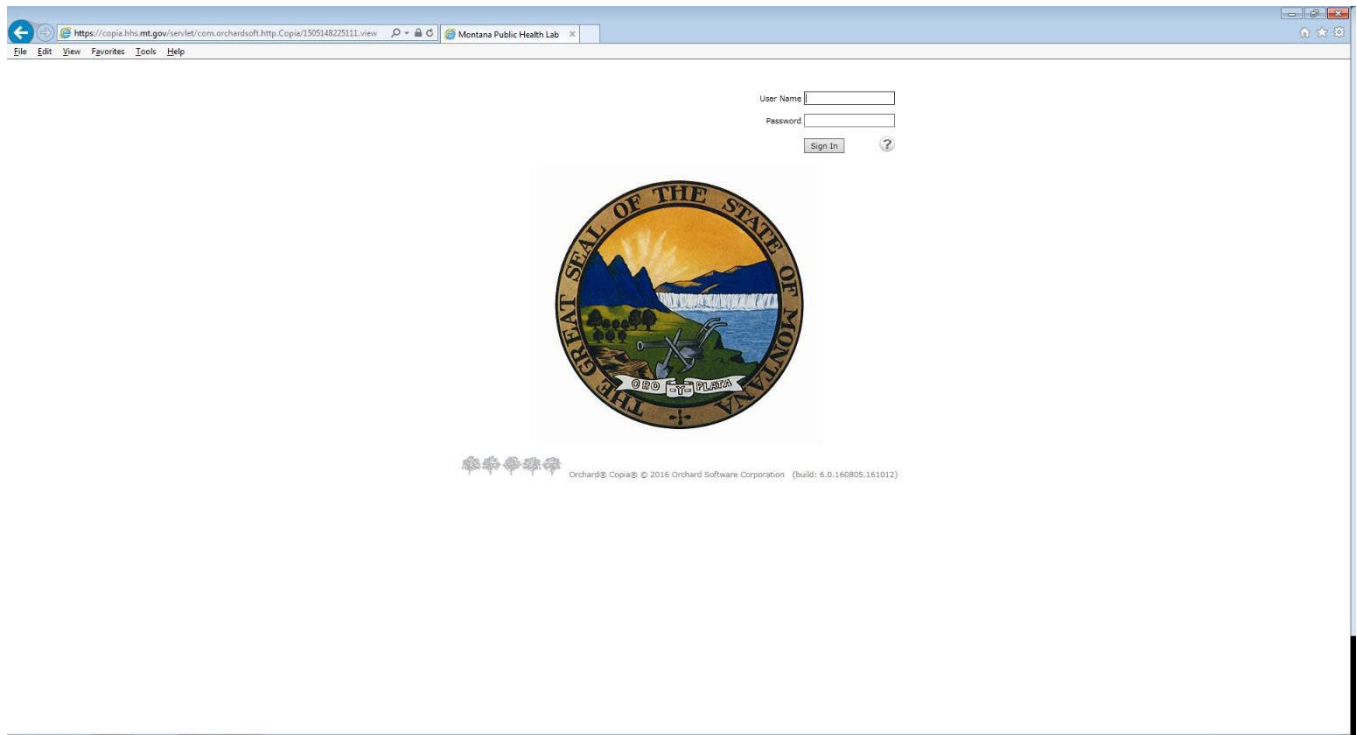 https://copia.hhs.mt.gov/servlet/com.orchardsoft.http.Copia/1505148225111.view
Montana Public Health Lab
File Edit View Favorites Tools Help
User Name
Password
Sign In
?
THE GREAT SEAL OF THE STATE OF MONTANA
ORO -Y- PLATA
Orchard® Copia® © 2016 Orchard Software Corporation (build: 6.0.160805.161012)